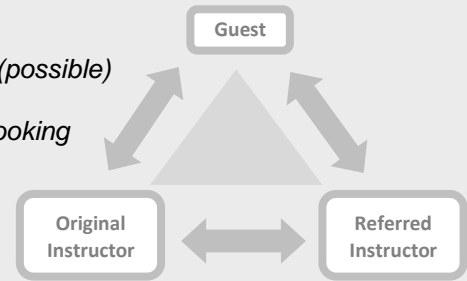 Guest
(possible)
ooking
Original
Instructor
Referred
Instructor